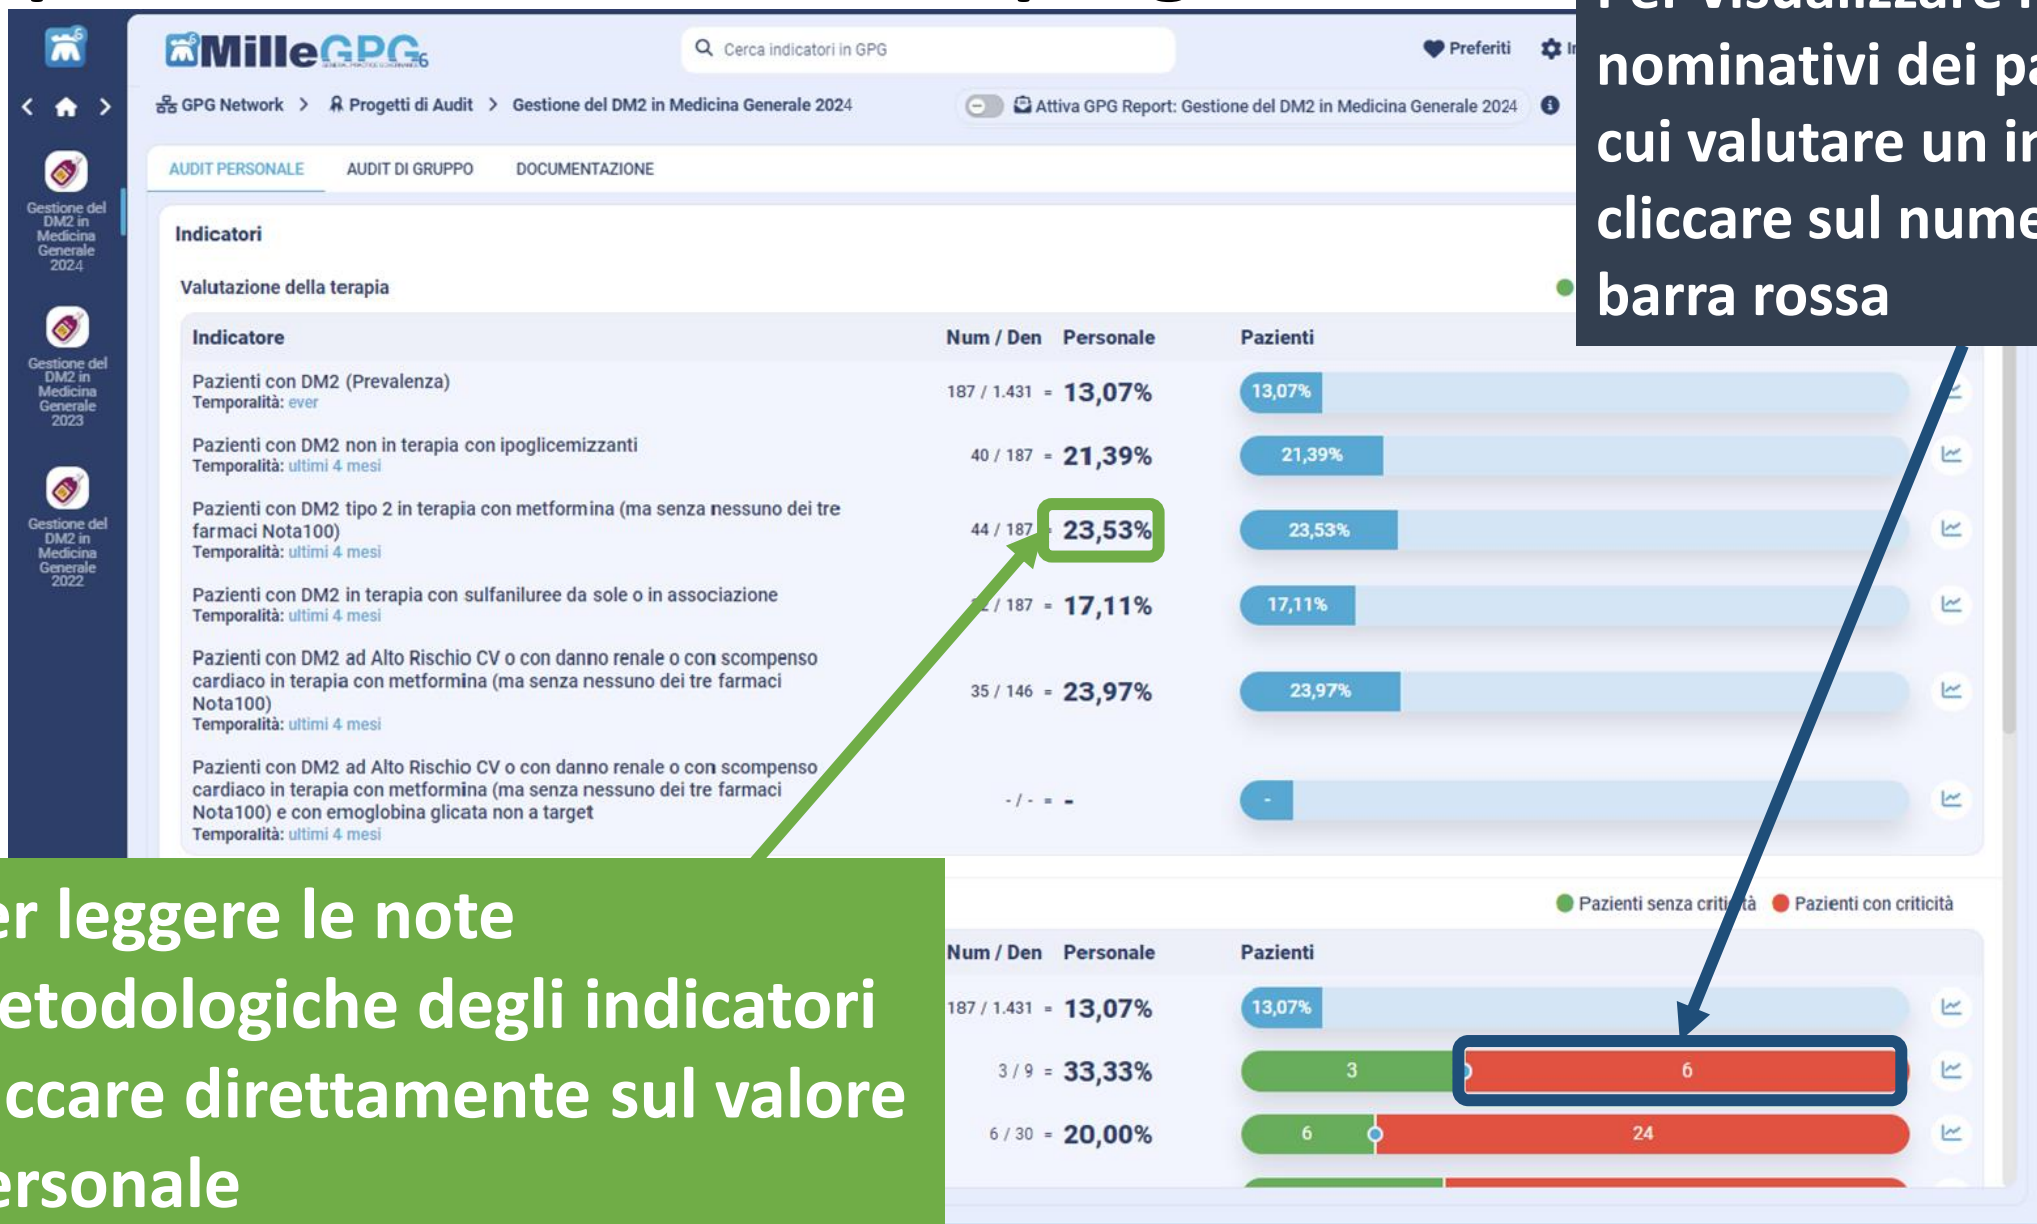 Per visualizzare
nominativi dei
cui valutare un
cliccare sul
barra rossa
MilleGPG6
GENERAL PRACTICE GOVERNANCE
Cerca indicatori in GPG
Preferiti
GPG Network > Progetti di Audit > Gestione del DM2 in Medicina Generale 2024
Attiva GPG Report: Gestione del DM2 in Medicina Generale 2024
AUDIT PERSONALE AUDIT DI GRUPPO DOCUMENTAZIONE
Gestione del
DM2 in
Medicina
Generale
2024
Gestione del
DM2 in
Medicina
Generale
2023
Gestione del
DM2 in
Medicina
Generale
2022
Indicatori
Valutazione della terapia
Indicatore Num / Den Personale Pazienti
Pazienti con DM2 (Prevalenza)
Temporalità: ever
187 / 1.431 = 13,07% 13,07%
Pazienti con DM2 non in terapia con ipoglicemizzanti
Temporalità: ultimi 4 mesi
40 / 187 = 21,39% 21,39%
Pazienti con DM2 tipo 2 in terapia con metformina (ma senza nessuno dei tre
farmaci Nota100)
Temporalità: ultimi 4 mesi
44 / 187 = 23,53% 23,53%
Pazienti con DM2 in terapia con sulfaniluree da sole o in associazione
Temporalità: ultimi 4 mesi
/ 187 = 17,11% 17,11%
Pazienti con DM2 ad Alto Rischio CV o con danno renale o con scompenso
cardiaco in terapia con metformina (ma senza nessuno dei tre farmaci
Nota100)
Temporalità: ultimi 4 mesi
35 / 146 = 23,97% 23,97%
Pazienti con DM2 ad Alto Rischio CV o con danno renale o con scompenso
cardiaco in terapia con metformina (ma senza nessuno dei tre farmaci
Nota100) e con emoglobina glicata non a target
Temporalità: ultimi 4 mesi
- / - = - -
leggere le note
degli indicatori
direttamente sul valore
Pazienti senza criticità Pazienti con criticità
Num / Den Personale Pazienti
187 / 1.431 = 13,07% 13,07%
3 / 9 = 33,33% 3 6
6 / 30 = 20,00% 6 24